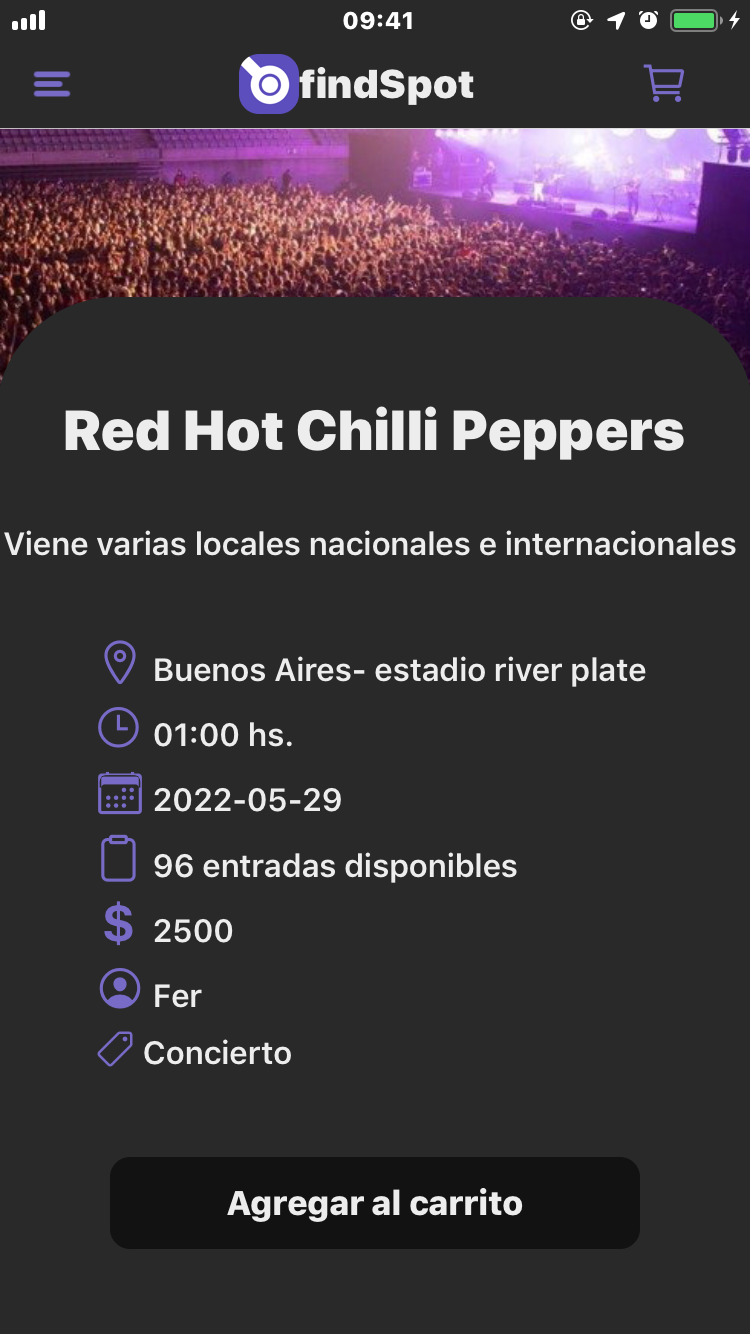 09:41
findSpot
Red Hot Chilli Peppers
Viene varias locales nacionales e internacionales
Buenos Aires- estadio river plate
01:00 hs.
2022-05-29
96 entradas disponibles
$ 2500
Fer
Concierto
Agregar al carrito